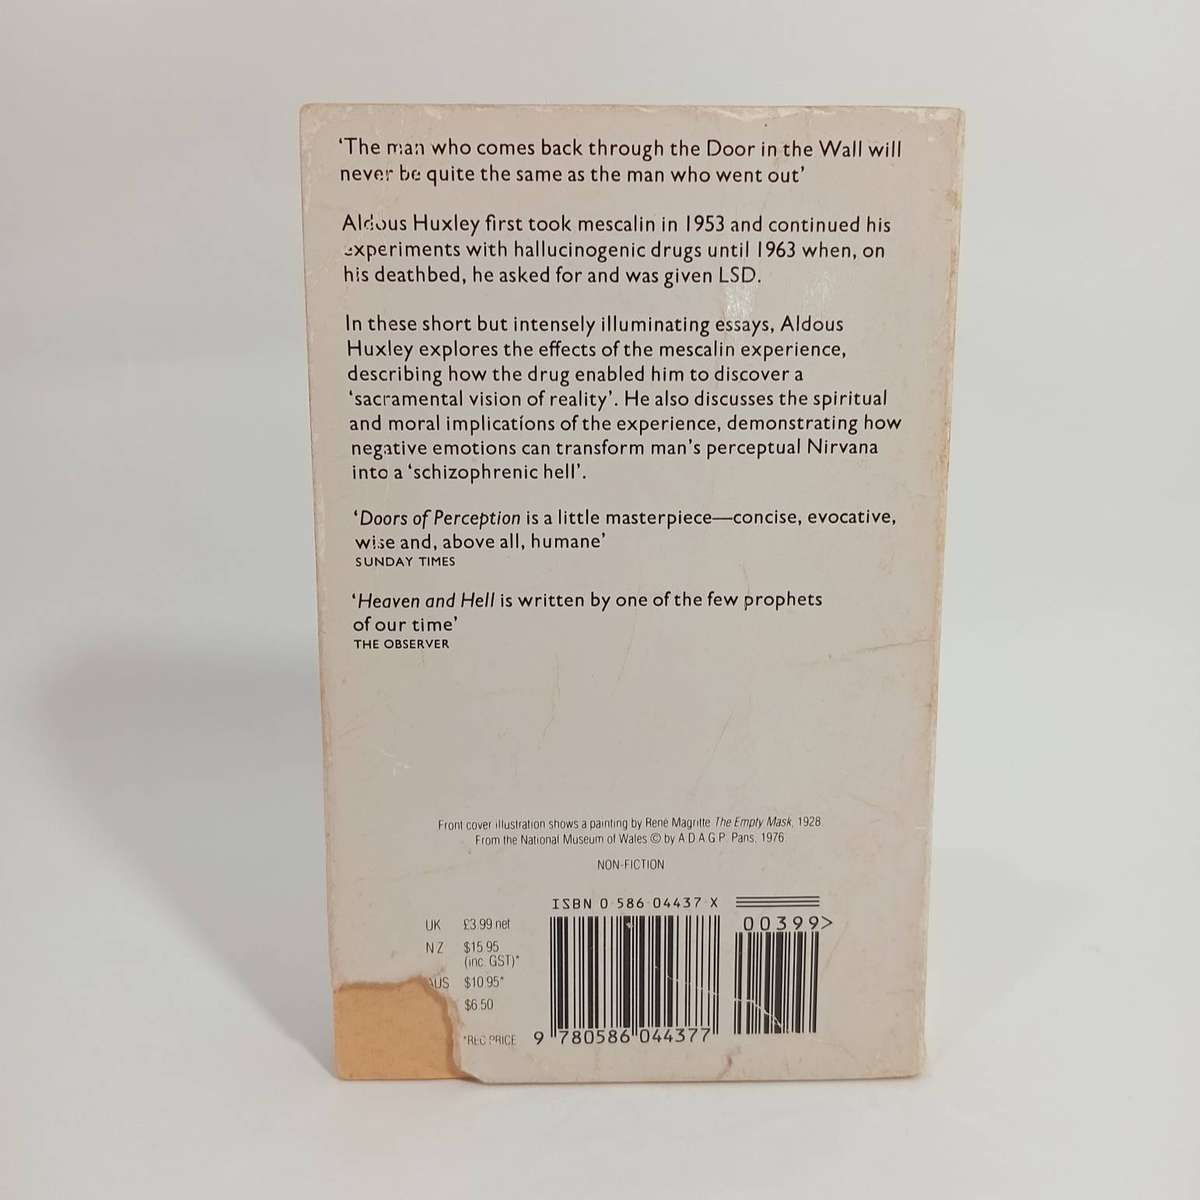 ‘The man who comes back through the Door in the Wall will
never be quite the same as the man who went out’
Aldous Huxley first took mescalin in 1953 and continued his
experiments with hallucinogenic drugs until 1963 when, on
his deathbed, he asked for and was given LSD.
In these short but intensely illuminating essays, Aldous
Huxley explores the effects of the mescalin experience,
describing how the drug enabled him to discover a
‘sacramental vision of reality’. He also discusses the spiritual
and moral implications of the experience, demonstrating how
negative emotions can transform man’s perceptual Nirvana
into a ‘schizophrenic hell’.
‘Doors of Perception is a little masterpiece—concise, evocative,
wise and, above all, humane’
SUNDAY TIMES
‘Heaven and Hell is written by one of the few prophets
of our time’
THE OBSERVER
Front cover illustration shows a painting by René Magritte The Empty Mask, 1928
From the National Museum of Wales © by A.D.A.G.P. Paris, 1976
NON-FICTION
ISBN 0-586-04437-X
00399>
UK £3.99 net
NZ $15.95
(inc. GST)*
AUS $10.95*
$6.50
*REC PRICE
9 780586 044377